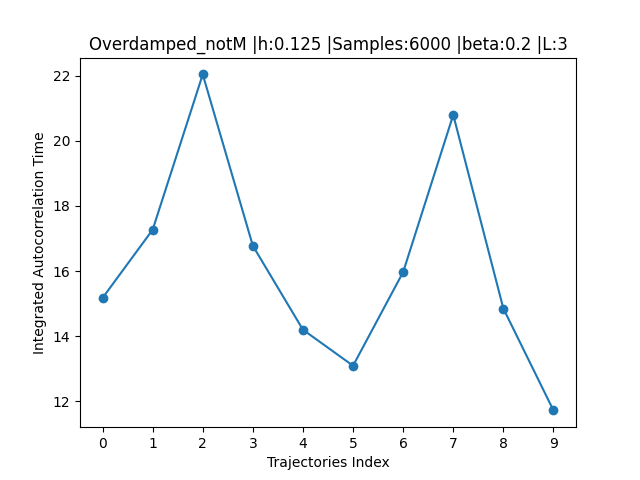 Overdamped_notM |h:0.125 |Samples:6000 |beta:0.2 |L:3
Integrated Autocorrelation Time
22
20
18
16
14
12
0 1 2 3 4 5 6 7 8 9
Trajectories Index